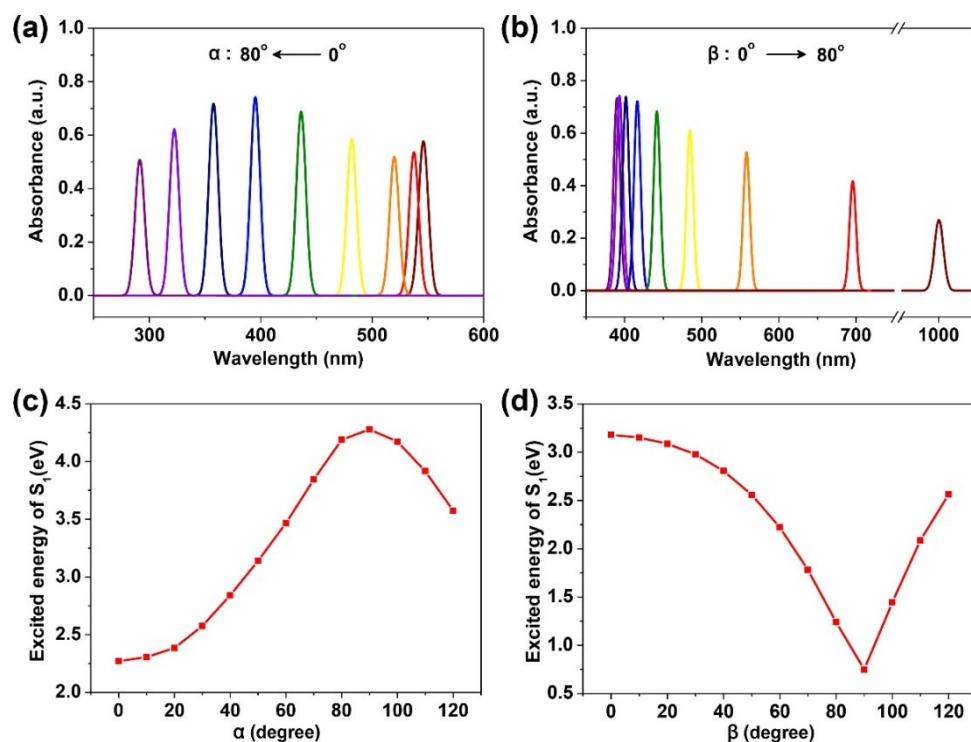 (a)
α : 80° ← 0°
Absorbance (a.u.)
1.0
0.8
0.6
0.4
0.2
0.0
300 400 500 600
Wavelength (nm)
(b)
β : 0° → 80°
Absorbance (a.u.)
1.0
0.8
0.6
0.4
0.2
0.0
400 500 600 700 1000
Wavelength (nm)
(c)
Excited energy of S₁(eV)
4.5
4.0
3.5
3.0
2.5
2.0
0 20 40 60 80 100 120
α (degree)
(d)
Excited energy of S₁(eV)
3.5
3.0
2.5
2.0
1.5
1.0
0.5
0 20 40 60 80 100 120
β (degree)